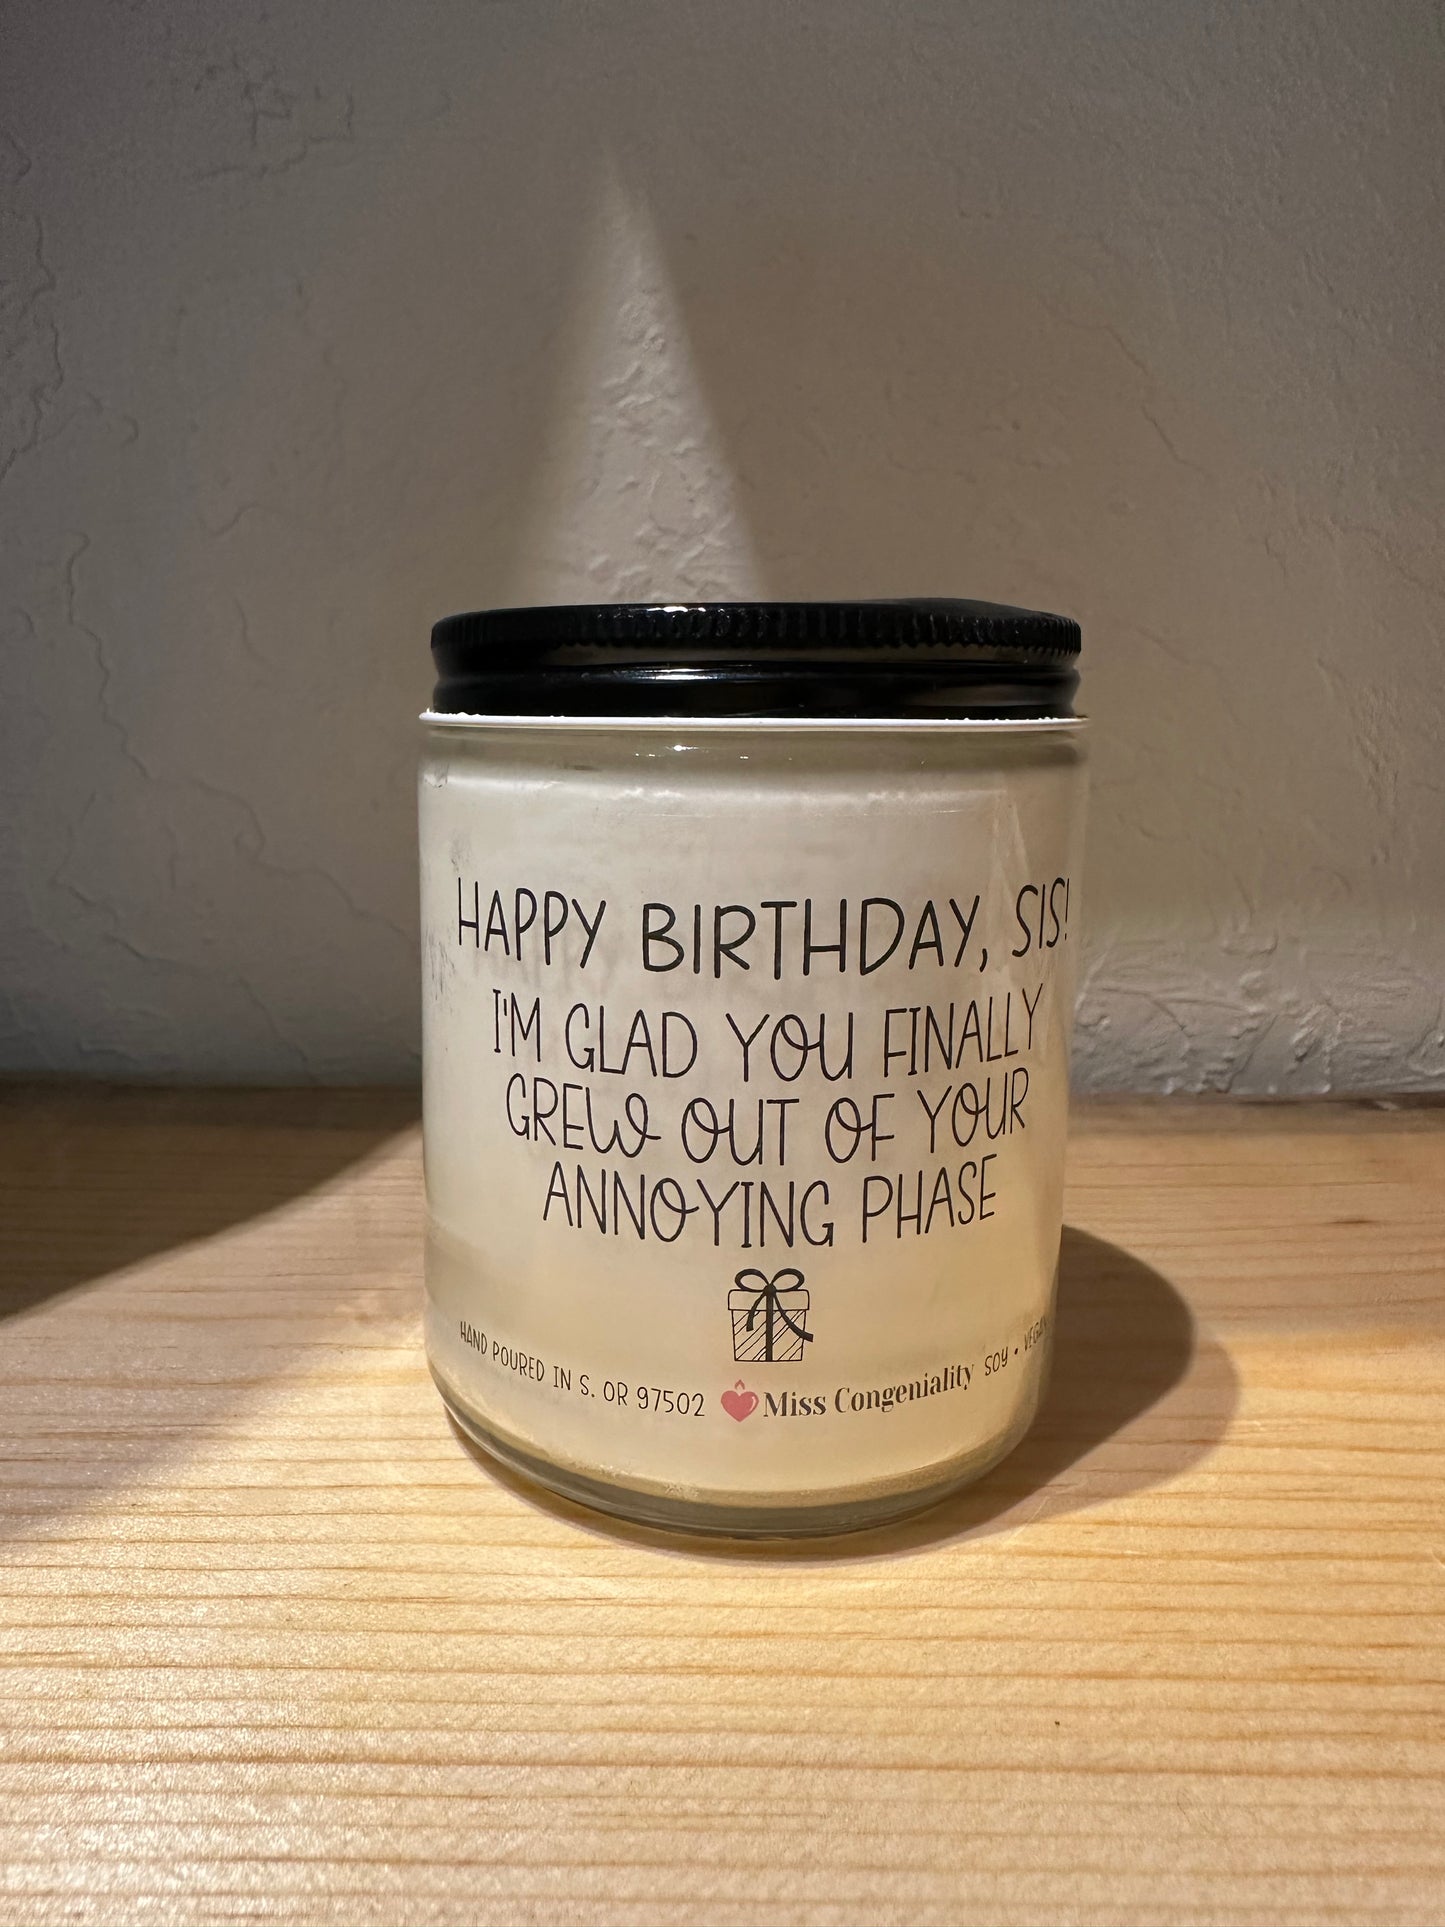 HAPPY BIRTHDAY, SIS!
I'M GLAD YOU FINALLY
GREW OUT OF YOUR
ANNOYING PHASE
HAND POURED IN S. OR 97502 Miss Congeniality SOY • VEGAN